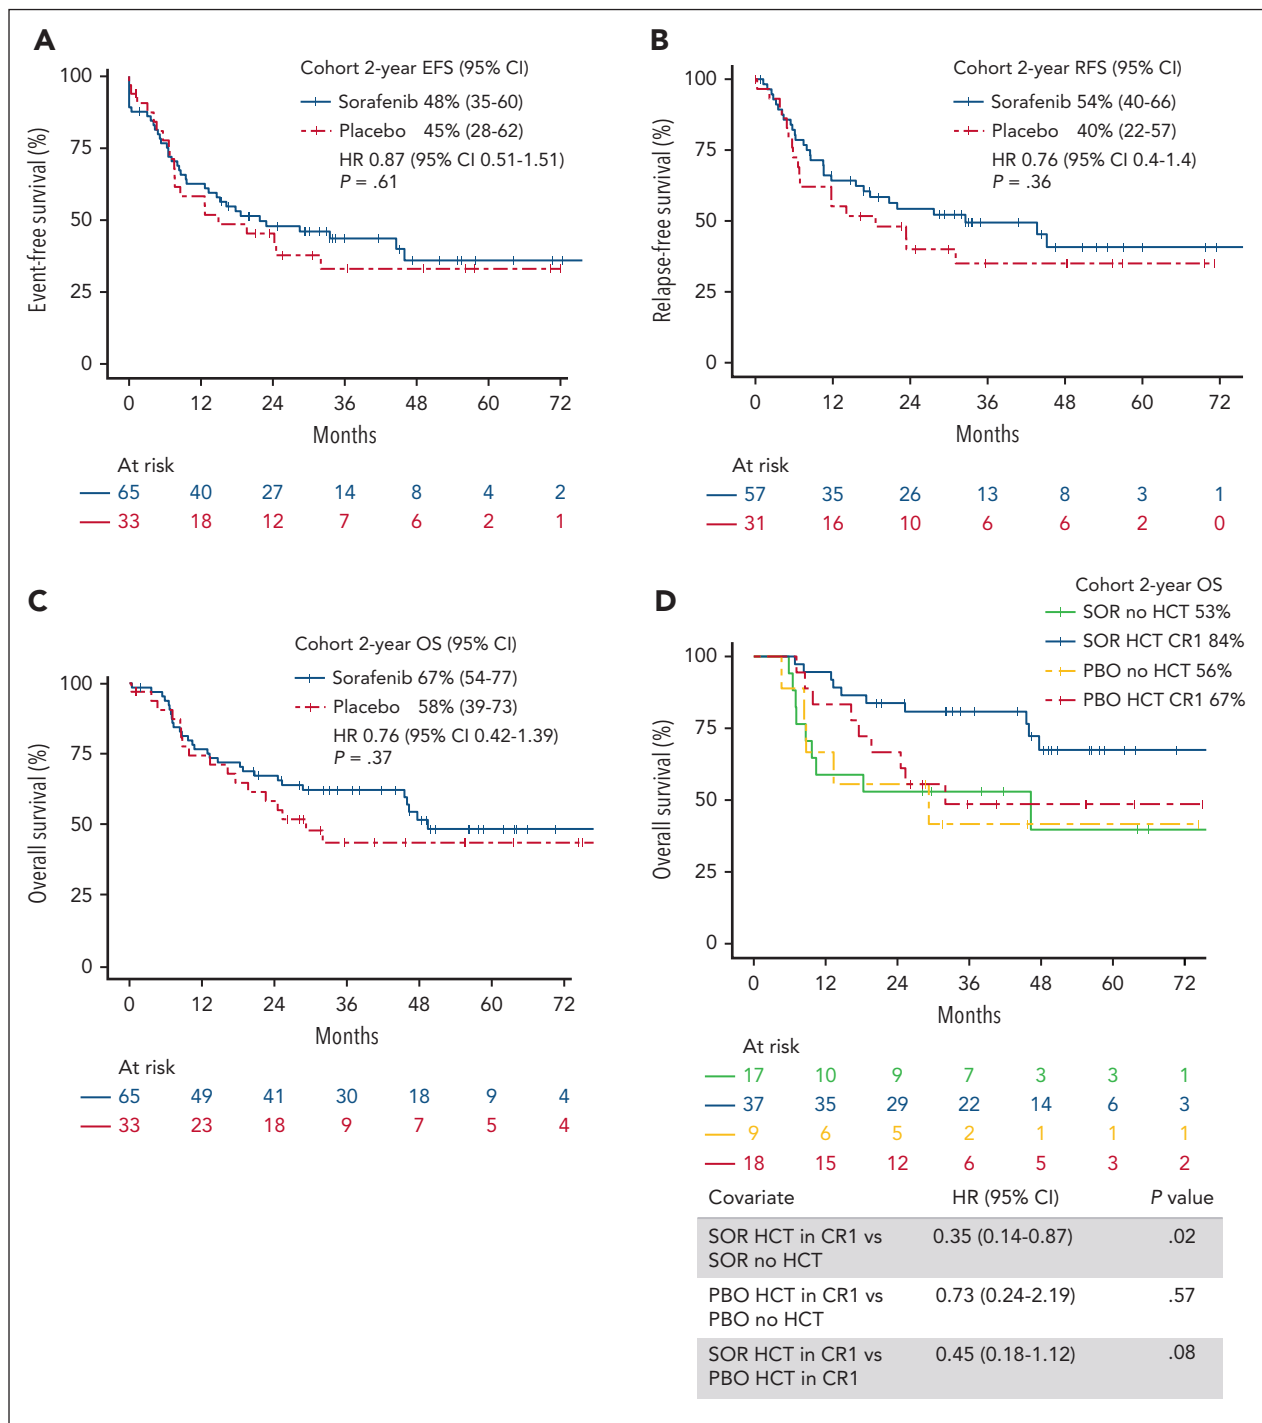 A
Cohort 2-year EFS (95% CI)
Sorafenib 48% (35-60)
Placebo 45% (28-62)
HR 0.87 (95% CI 0.51-1.51)
P = .61
Event-free survival (%)
100
75
50
25
0
0 12 24 36 48 60 72
Months
At risk
65 40 27 14 8 4 2
33 18 12 7 6 2 1
B
Cohort 2-year RFS (95% CI)
Sorafenib 54% (40-66)
Placebo 40% (22-57)
HR 0.76 (95% CI 0.4-1.4)
P = .36
Relapse-free survival (%)
100
75
50
25
0
0 12 24 36 48 60 72
Months
At risk
57 35 26 13 8 3 1
31 16 10 6 6 2 0
C
Cohort 2-year OS (95% CI)
Sorafenib 67% (54-77)
Placebo 58% (39-73)
HR 0.76 (95% CI 0.42-1.39)
P = .37
Overall survival (%)
100
75
50
25
0
0 12 24 36 48 60 72
Months
At risk
65 49 41 30 18 9 4
33 23 18 9 7 5 4
D
Cohort 2-year OS
SOR no HCT 53%
SOR HCT CR1 84%
PBO no HCT 56%
PBO HCT CR1 67%
Overall survival (%)
100
75
50
25
0
0 12 24 36 48 60 72
Months
At risk
17 10 9 7 3 3 1
37 35 29 22 14 6 3
9 6 5 2 1 1 1
18 15 12 6 5 3 2
Covariate HR (95% CI) P value
SOR HCT in CR1 vs 0.35 (0.14-0.87) .02
SOR no HCT
PBO HCT in CR1 vs 0.73 (0.24-2.19) .57
PBO no HCT
SOR HCT in CR1 vs 0.45 (0.18-1.12) .08
PBO HCT in CR1